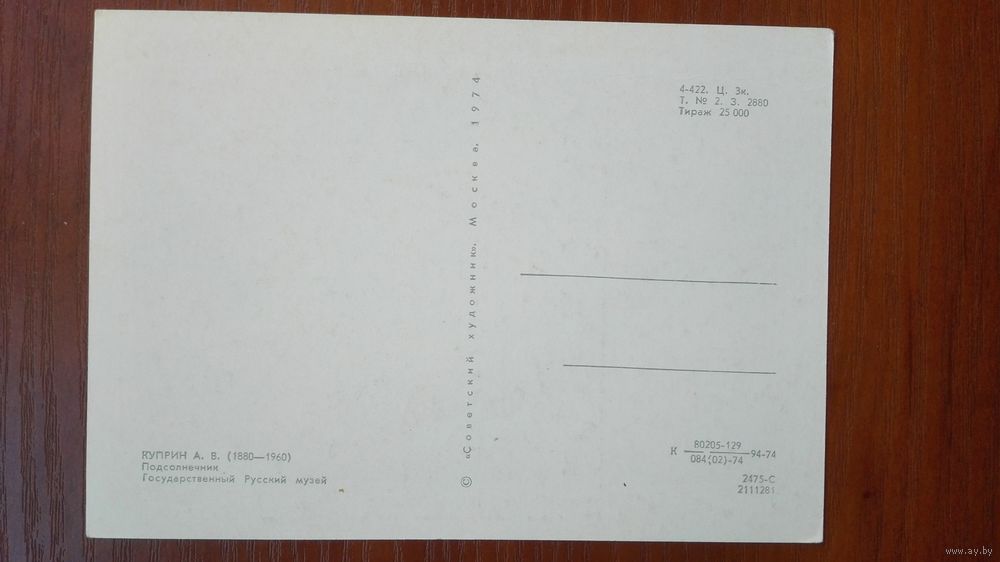 4-422. Ц. 3к.
Т. № 2. З. 2880
Тираж 25 000
© «Советский художник». Москва, 1974
КУПРИН А. В. (1880—1960)
Подсолнечник
Государственный Русский музей
К 80205-129
084(02)-74 94-74
2475-С
2111281
www.ay.by